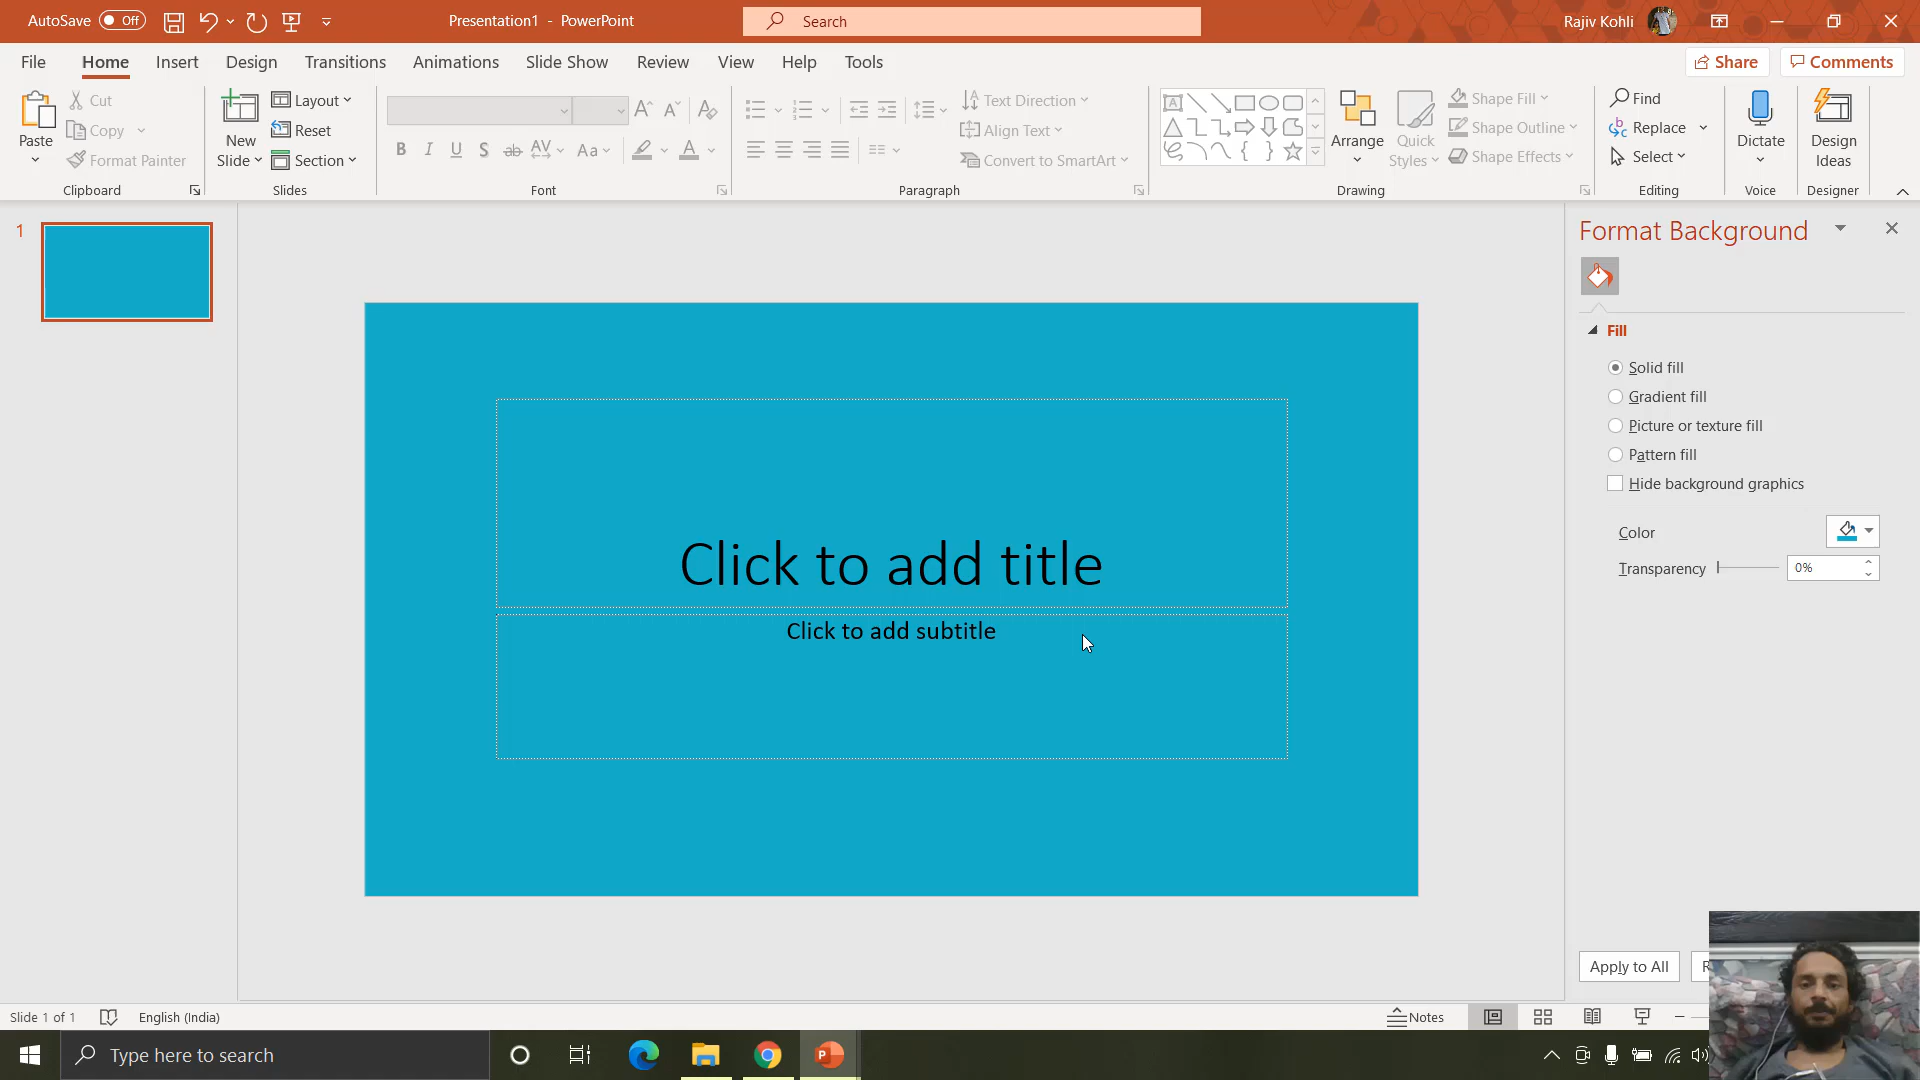 AutoSave Off Presentation1 - PowerPoint Search Rajiv Kohli
File Home Insert Design Transitions Animations Slide Show Review View Help Tools Share Comments
Paste
Cut
Copy
Format Painter
Clipboard
New
Slide
Layout
Reset
Section
Slides
B I U S ab AV Aa A
Font
Text Direction
Align Text
Convert to SmartArt
Paragraph
Arrange
Quick
Styles
Shape Fill
Shape Outline
Shape Effects
Drawing
Find
Replace
Select
Editing
Dictate
Voice
Design
Ideas
Designer
1
Click to add title
Click to add subtitle
Format Background
Fill
Solid fill
Gradient fill
Picture or texture fill
Pattern fill
Hide background graphics
Color
Transparency 0%
Apply to All
Slide 1 of 1 English (India) Notes
Type here to search